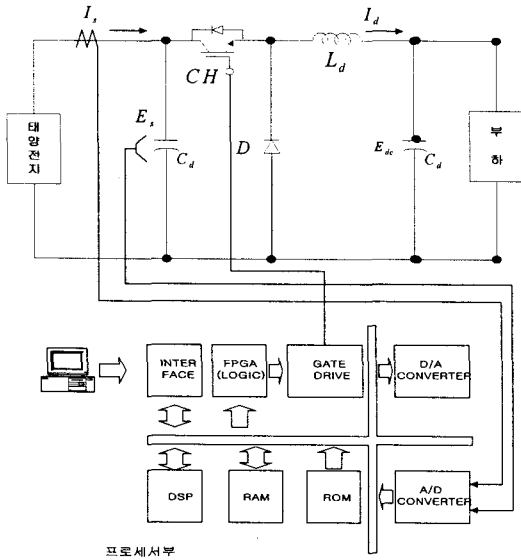 I_s
I_d
CH
L_d
E_s
태양전지
C_d
D
E_dc
C_d
부하
INTER
FACE
FPGA
(LOGIC)
GATE
DRIVE
D/A
CONVERTER
DSP
RAM
ROM
A/D
CONVERTER
프로세서부